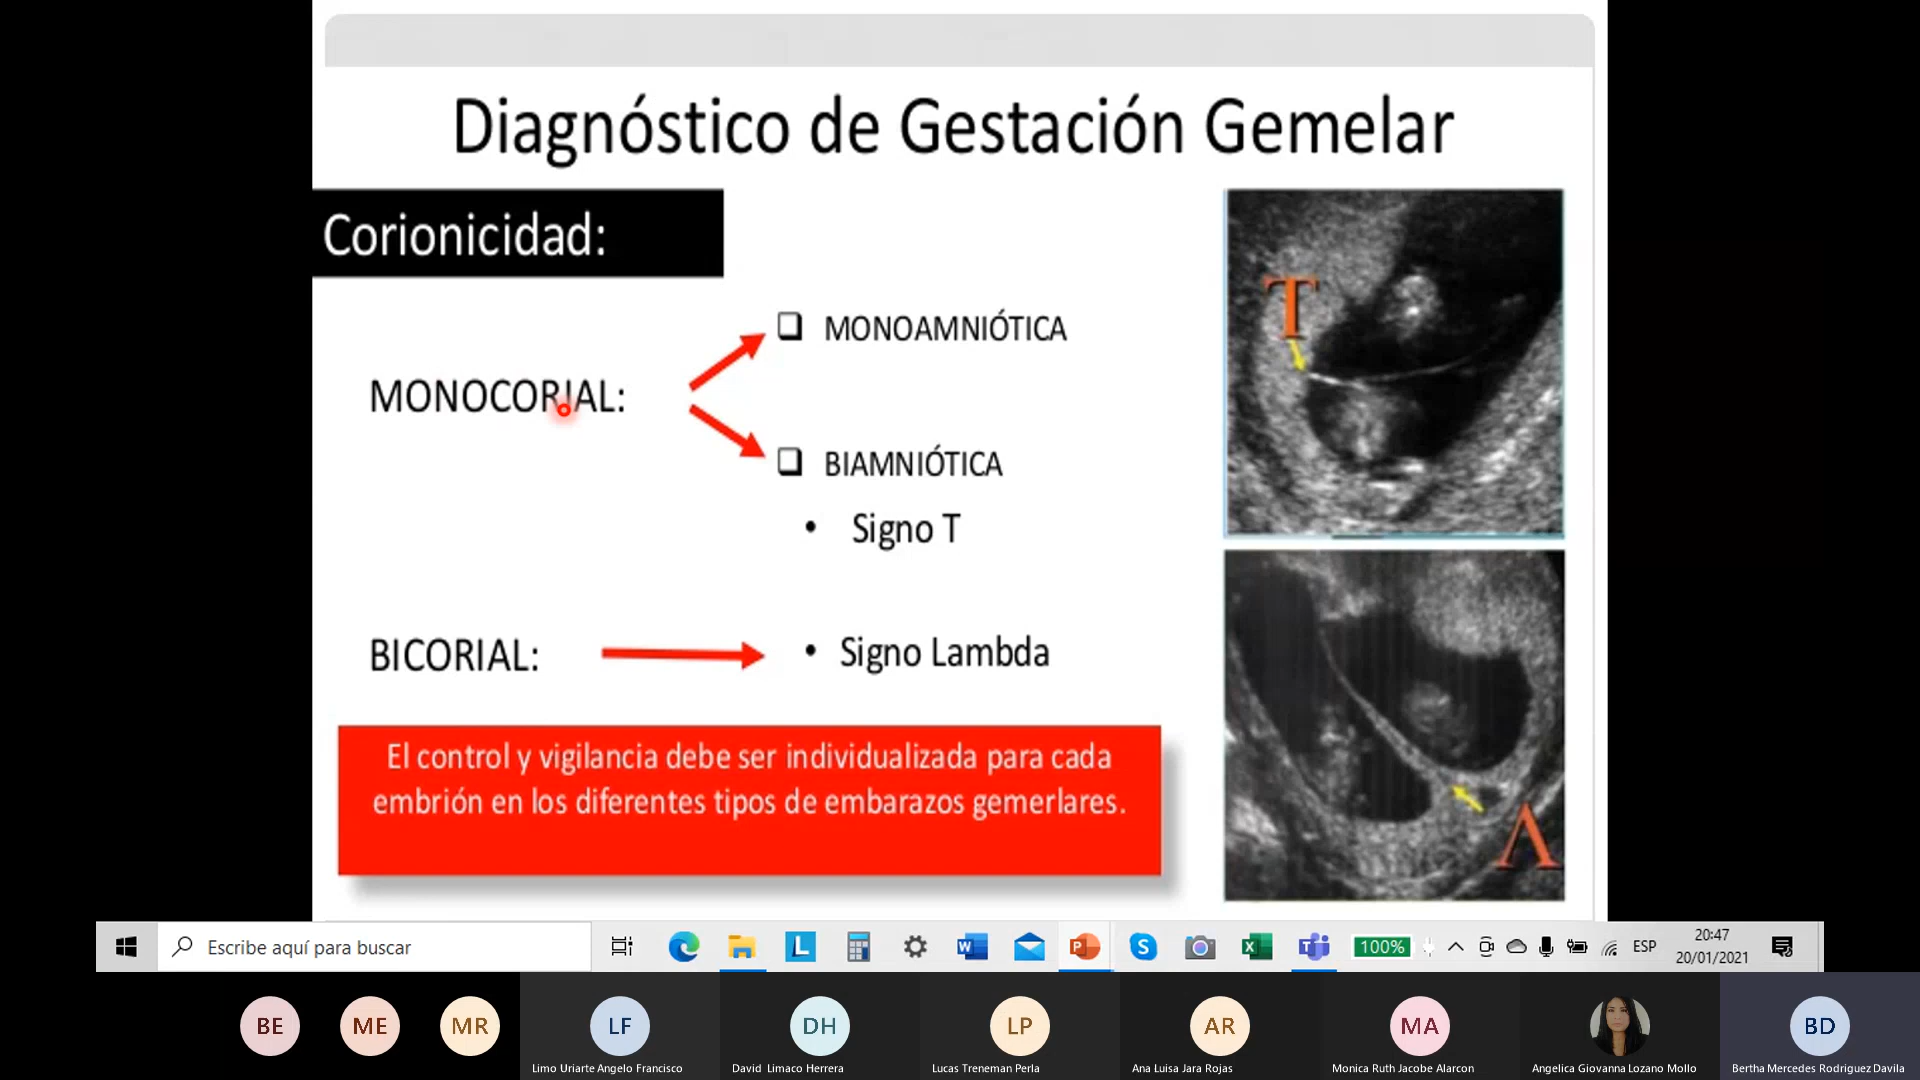 Diagnóstico de Gestación Gemelar
Corionicidad:
MONOCORIAL:
MONOAMNIÓTICA
BIAMNIÓTICA
• Signo T
BICORIAL:
• Signo Lambda
El control y vigilancia debe ser individualizada para cada
embrión en los diferentes tipos de embarazos gemerlares.
T
Λ
Escribe aquí para buscar
L
W
P
S
X
T
100%
ESP
20:47
20/01/2021
BE
ME
MR
LF
DH
LP
AR
MA
BD
Limo Uriarte Angelo Francisco
David Limaco Herrera
Lucas Treneman Perla
Ana Luisa Jara Rojas
Monica Ruth Jacobe Alarcon
Angelica Giovanna Lozano Mollo
Bertha Mercedes Rodriguez Davila